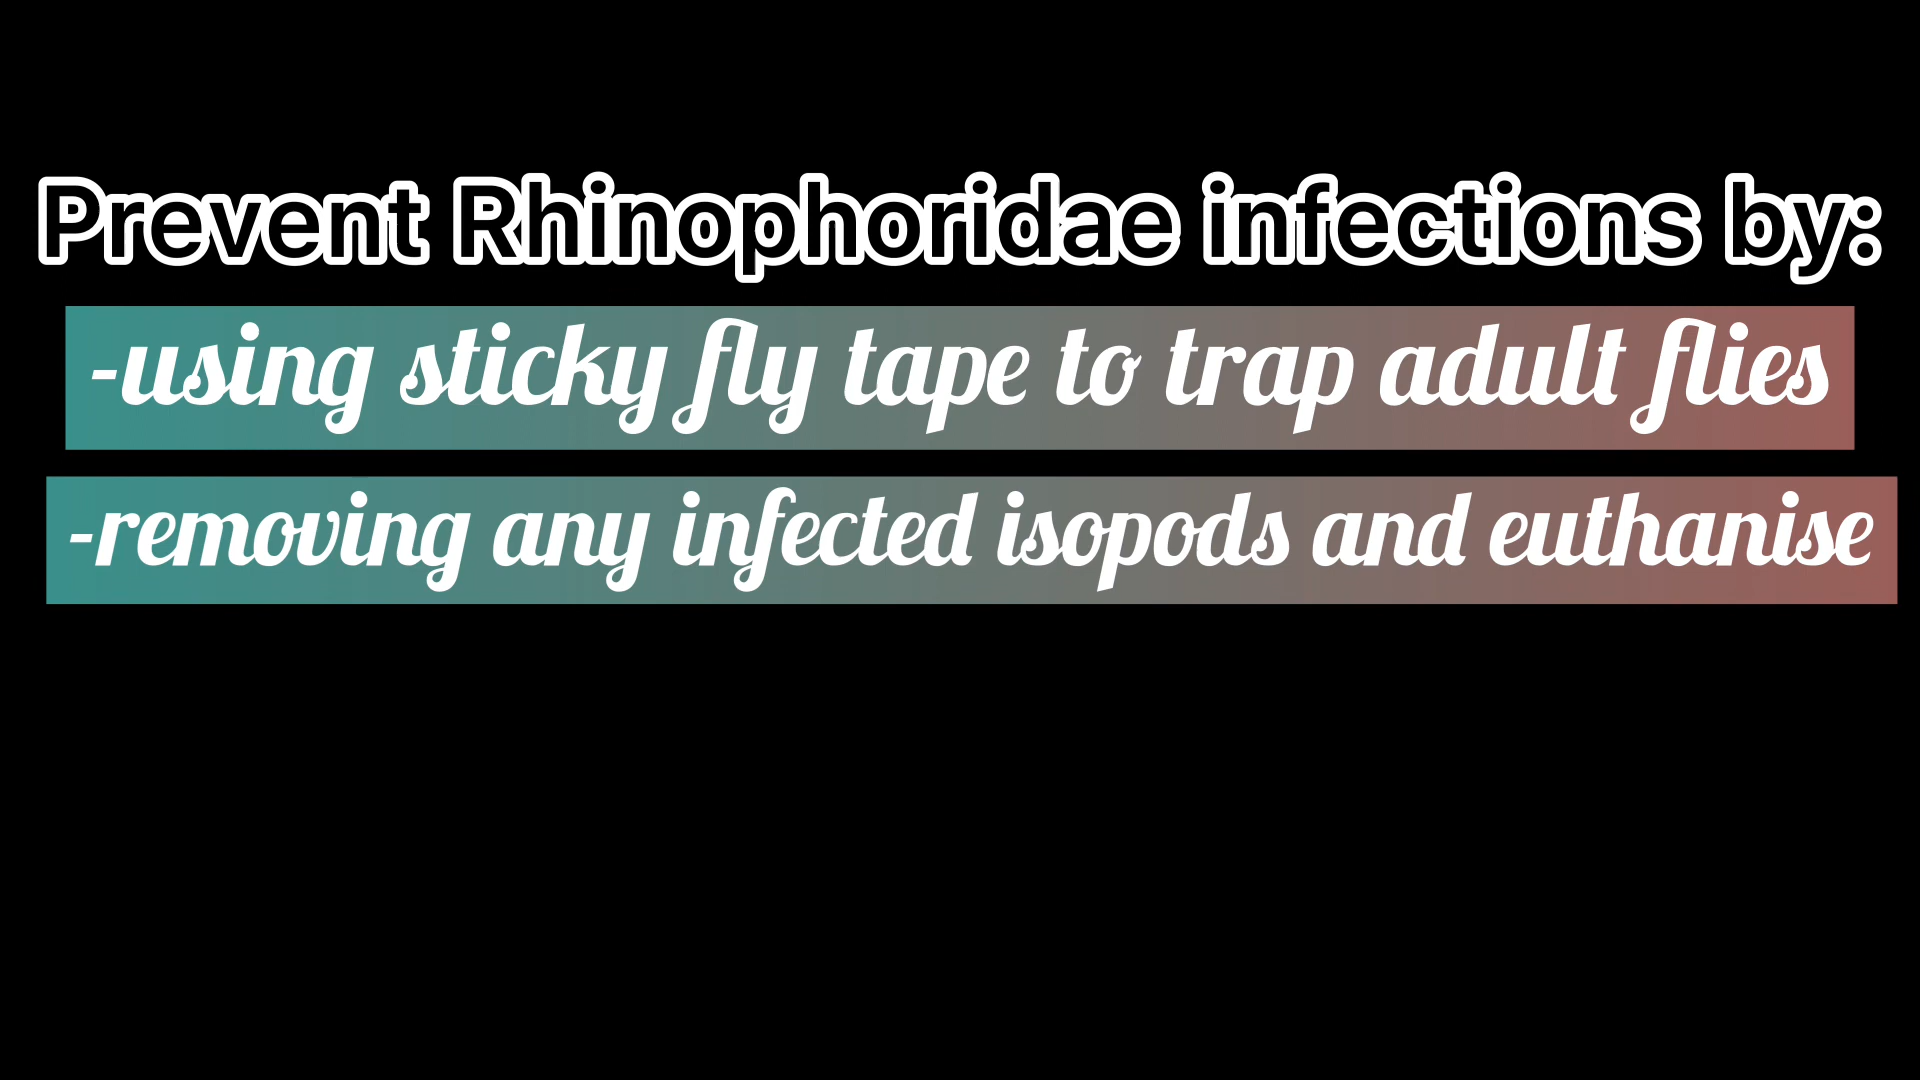 Prevent Rhinophoridae infections by:
-using sticky fly tape to trap adult flies
-removing any infected isopods and euthanise